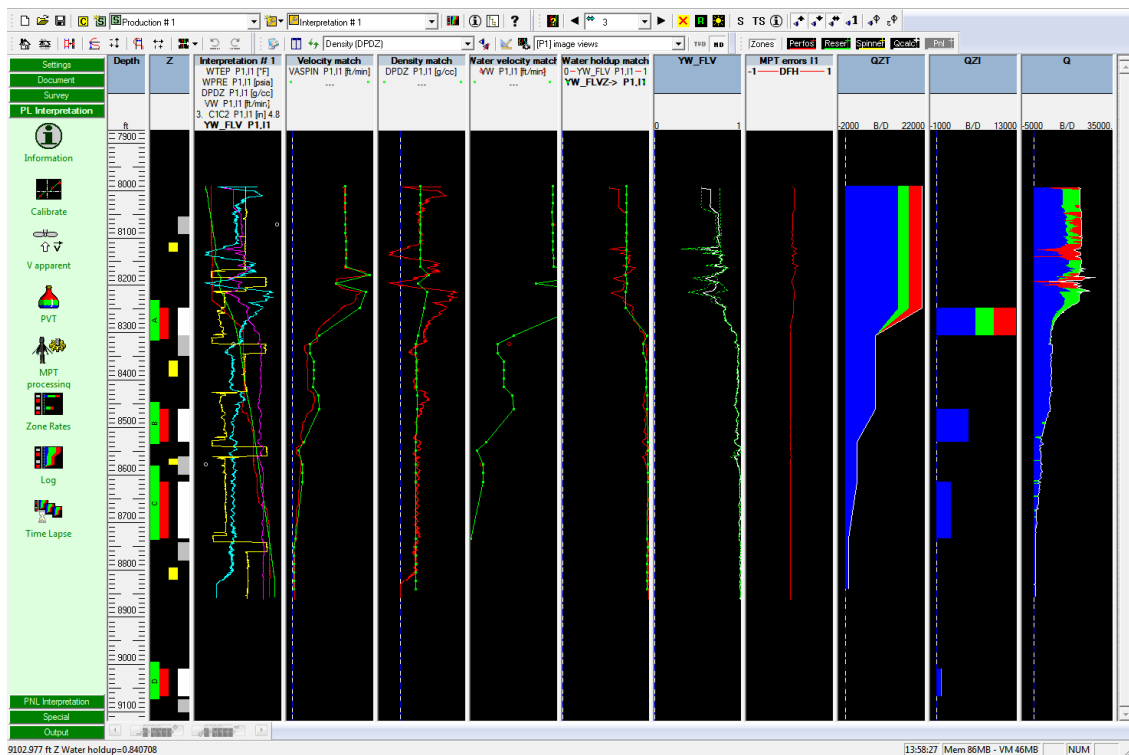 Production # 1
Interpretation # 1
?
?
3
X
R
S TS
1
Density (DPDZ)
[P1] image views
TVD MD
Zones Perfos Reser Spinne Qcalc Pnl
Settings
Document
Survey
PL Interpretation
Information
Calibrate
V apparent
PVT
MPT
processing
Zone Rates
Log
Time Lapse
PNL Interpretation
Special
Output
Depth
ft
Z
Interpretation # 1
WTEP P1,I1 [°F]
WPRE P1,I1 [psia]
DPDZ P1,I1 [g/cc]
VW P1,I1 [ft/min]
3. C1C2 P1,I1 [in] 4.8
YW_FLV P1,I1
Velocity match
VASPIN P1,I1 [ft/min]
---
Density match
DPDZ P1,I1 [g/cc]
---
Water velocity match
VW P1,I1 [ft/min]
---
Water holdup match
0-YW_FLV P1,I1-1
YW_FLVZ-> P1,I1
YW_FLV
0 1
MPT errors I1
-1 DFH 1
QZT
-2000 B/D 22000
QZI
-1000 B/D 13000
Q
-5000 B/D 35000.
7900
8000
8100
8200
8300
8400
8500
8600
8700
8800
8900
9000
9100
A
B
C
D
9102.977 ft Z Water holdup=0.840708
13:58:27 Mem 86MB - VM 46MB NUM